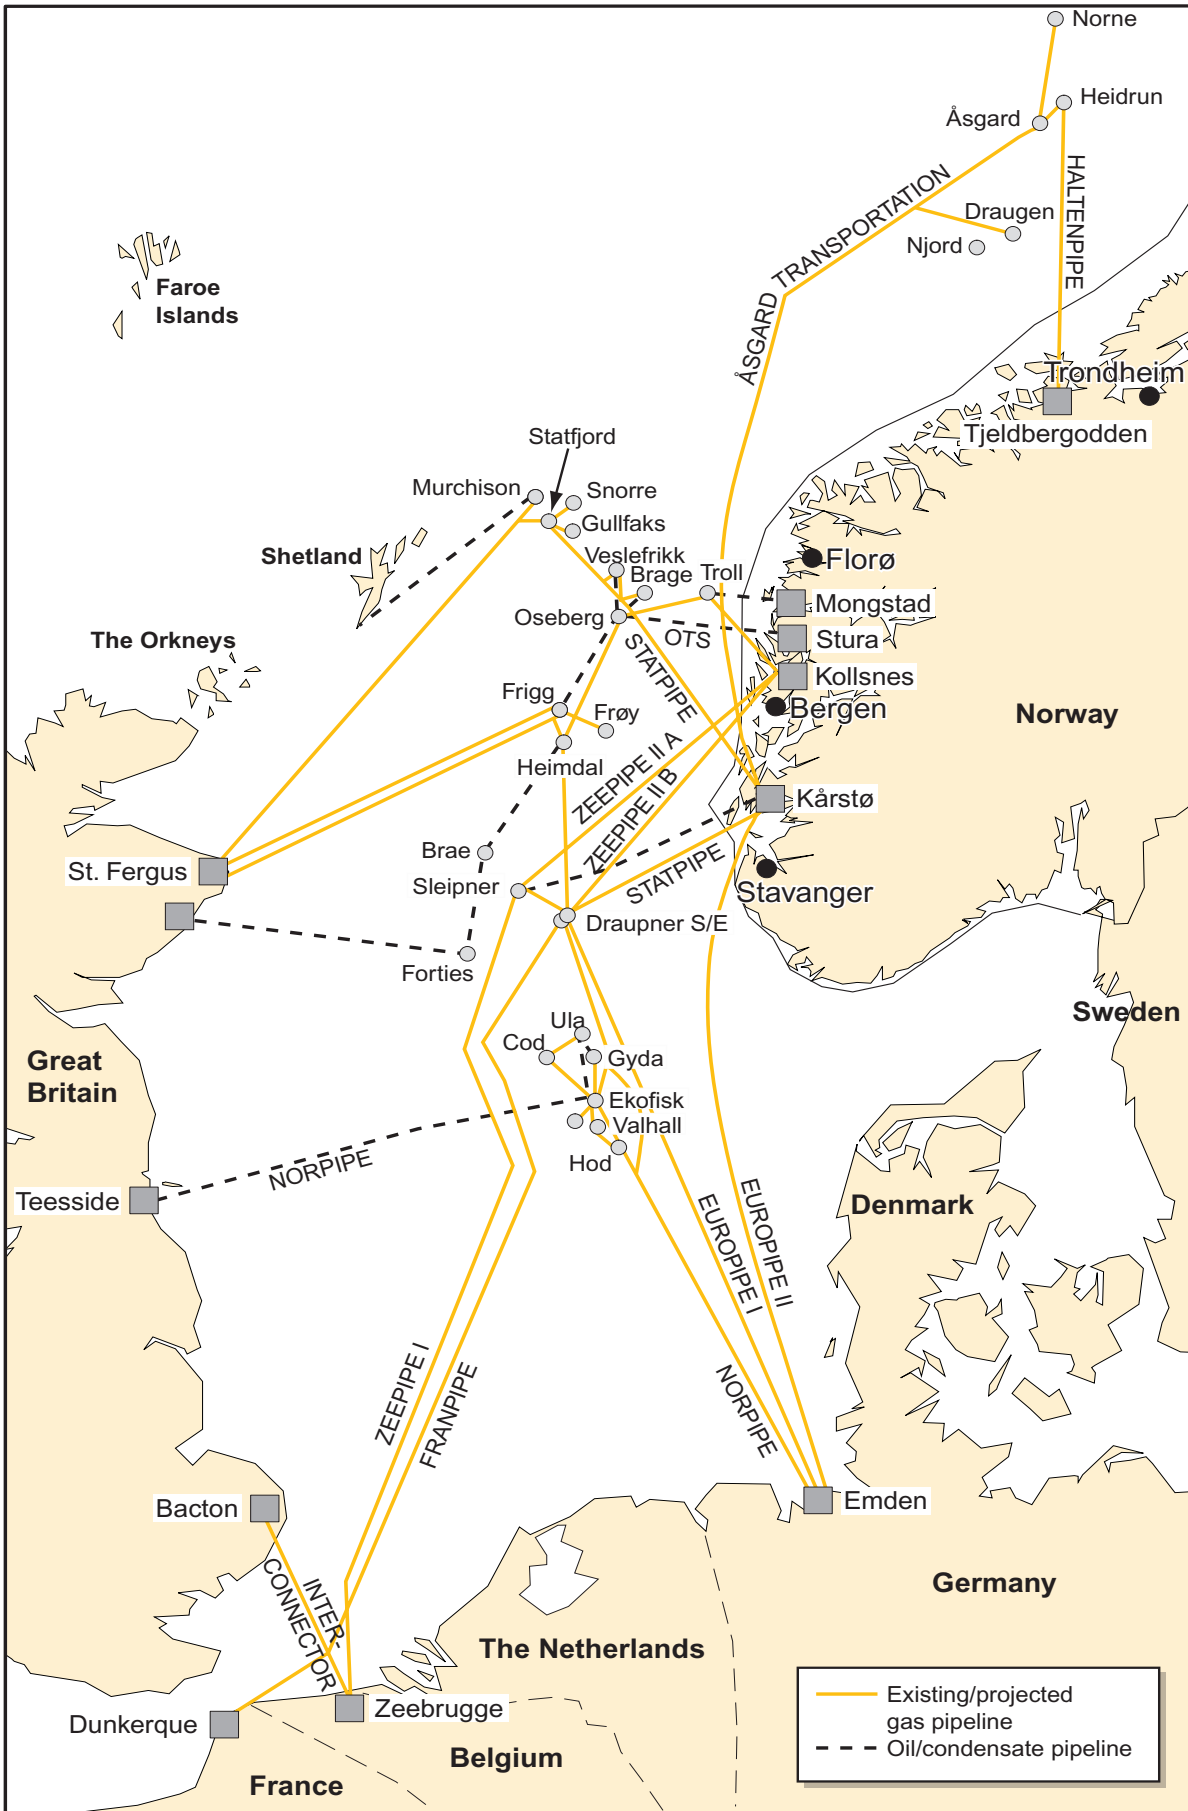 Norne
Heidrun
Åsgard
HALTENPIPE
ÅSGARD TRANSPORTATION
Draugen
Njord
Faroe
Islands
Trondheim
Tjeldbergodden
Statfjord
Murchison
Snorre
Gullfaks
Shetland
Veslefrikk
Brage
Troll
Florø
Mongstad
Oseberg
OTS
Stura
The Orkneys
STATPIPE
Kollsnes
Frigg
Frøy
Bergen
Norway
Heimdal
ZEEPIPE II A
ZEEPIPE II B
Kårstø
Brae
STATPIPE
St. Fergus
Sleipner
Stavanger
Draupner S/E
Forties
Sweden
Ula
Cod
Gyda
Great
Britain
Ekofisk
Valhall
Hod
NORPIPE
Teesside
Denmark
EUROPIPE I
EUROPIPE II
ZEEPIPE I
FRANPIPE
NORPIPE
Bacton
Emden
INTER-
CONNECTOR
Germany
The Netherlands
Zeebrugge
Dunkerque
Belgium
France
Existing/projected
gas pipeline
Oil/condensate pipeline